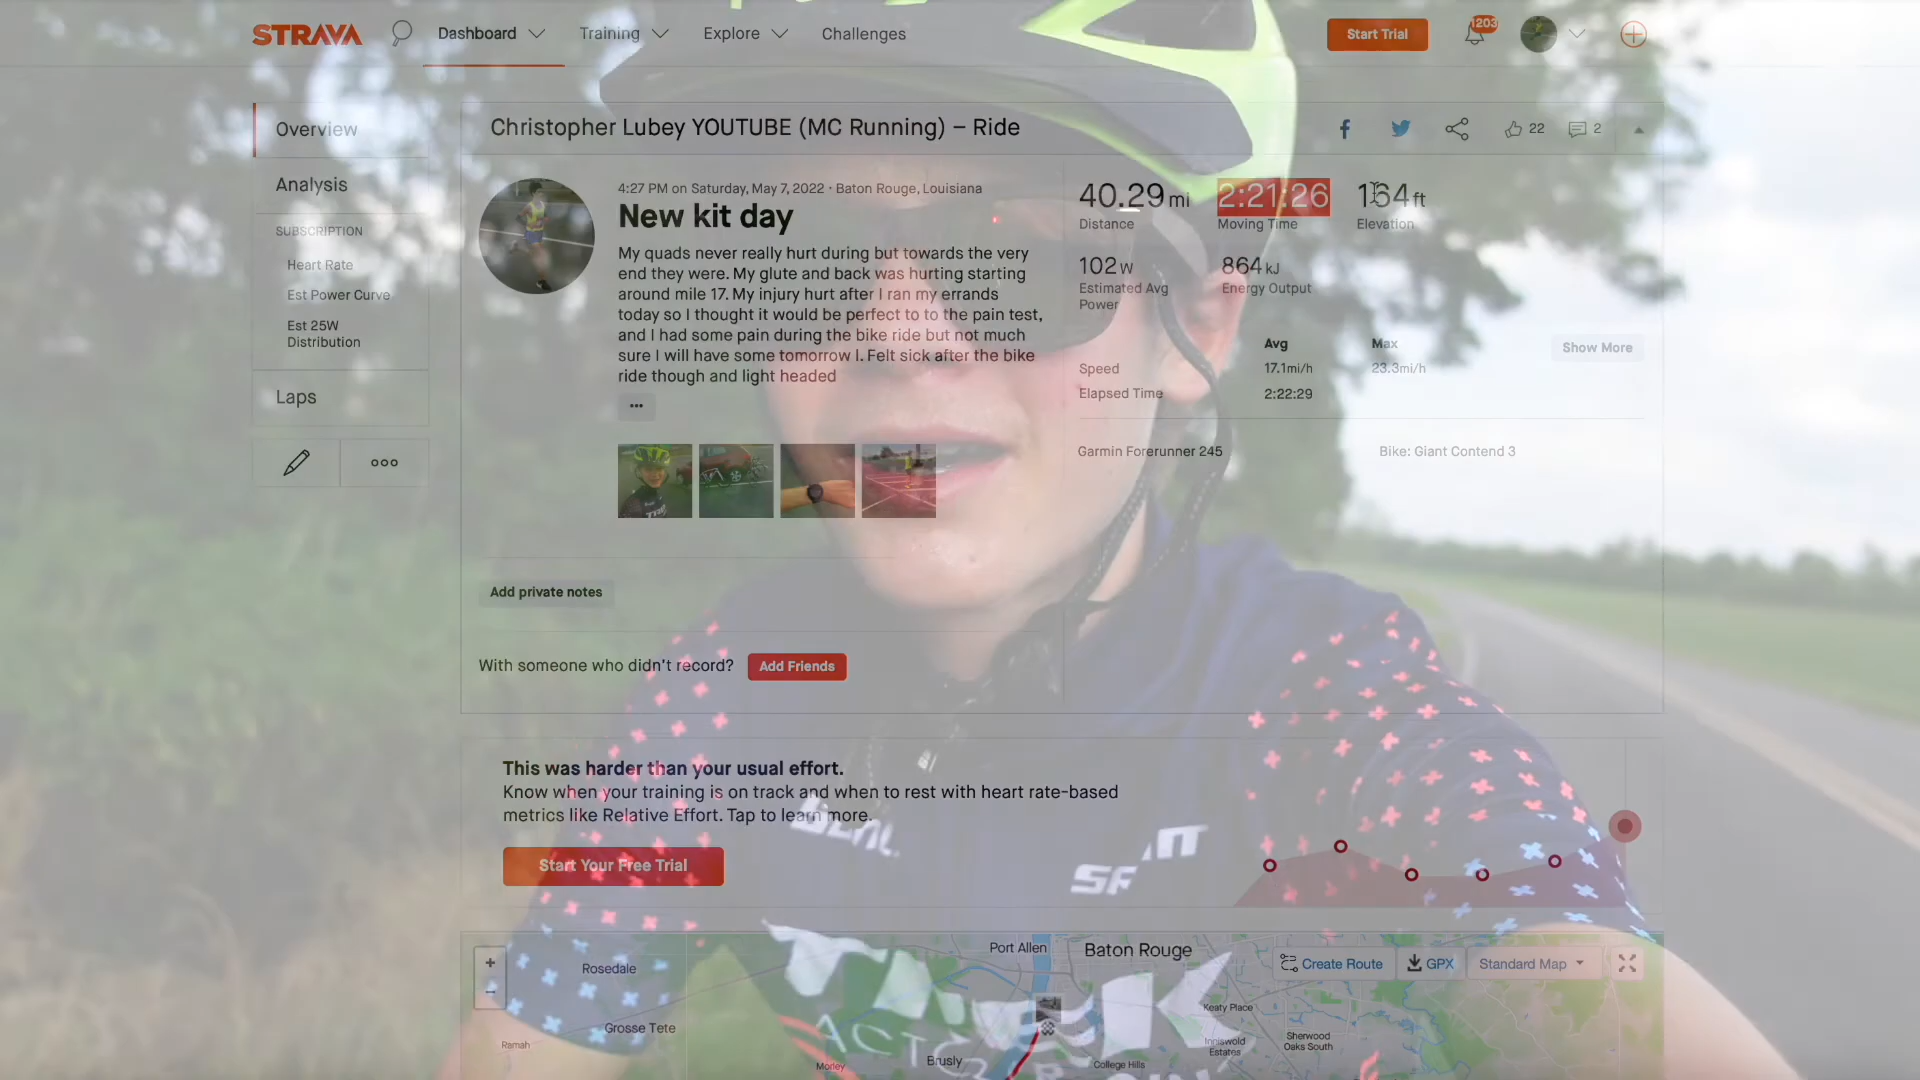 STRAVA
Dashboard
Training
Explore
Challenges
Start Trial
1203
Overview
Analysis
SUBSCRIPTION
Heart Rate
Est Power Curve
Est 25W
Distribution
Laps
Christopher Lubey YOUTUBE (MC Running) – Ride
22
2
4:27 PM on Saturday, May 7, 2022 · Baton Rouge, Louisiana
New kit day
My quads never really hurt during but towards the very
end they were. My glute and back was hurting starting
around mile 17. My injury hurt after I ran my errands
today so I thought it would be perfect to to the pain test,
and I had some pain during the bike ride but not much
sure I will have some tomorrow I. Felt sick after the bike
ride though and light headed
40.29 mi
Distance
2:21:26
Moving Time
164 ft
Elevation
102 W
Estimated Avg
Power
864 kJ
Energy Output
Avg
Max
Show More
Speed
17.1mi/h
23.3mi/h
Elapsed Time
2:22:29
Garmin Forerunner 245
Bike: Giant Contend 3
Add private notes
With someone who didn't record?
Add Friends
This was harder than your usual effort.
Know when your training is on track and when to rest with heart rate-based
metrics like Relative Effort. Tap to learn more.
Start Your Free Trial
Port Allen
Baton Rouge
Create Route
GPX
Standard Map
Rosedale
Grosse Tete
Ramah
Keaty Place
Inniswold
Estates
Sherwood
Oaks South
Morley
Brusly
College Hills